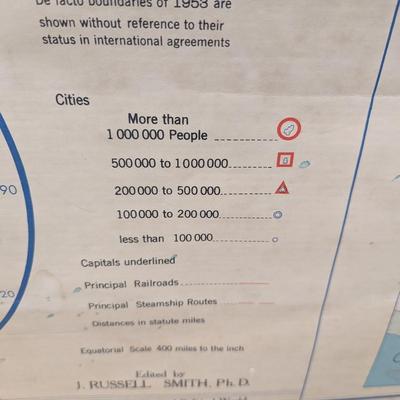 De facto boundaries of 1953 are
shown without reference to their
status in international agreements
Cities
More than
1 000 000 People
500 000 to 1 000 000
200 000 to 500 000
100 000 to 200 000
less than 100 000
Capitals underlined
Principal Railroads
Principal Steamship Routes
Distances in statute miles
Equatorial Scale 400 miles to the inch
Edited by
J. RUSSELL SMITH, Ph. D.
90
20